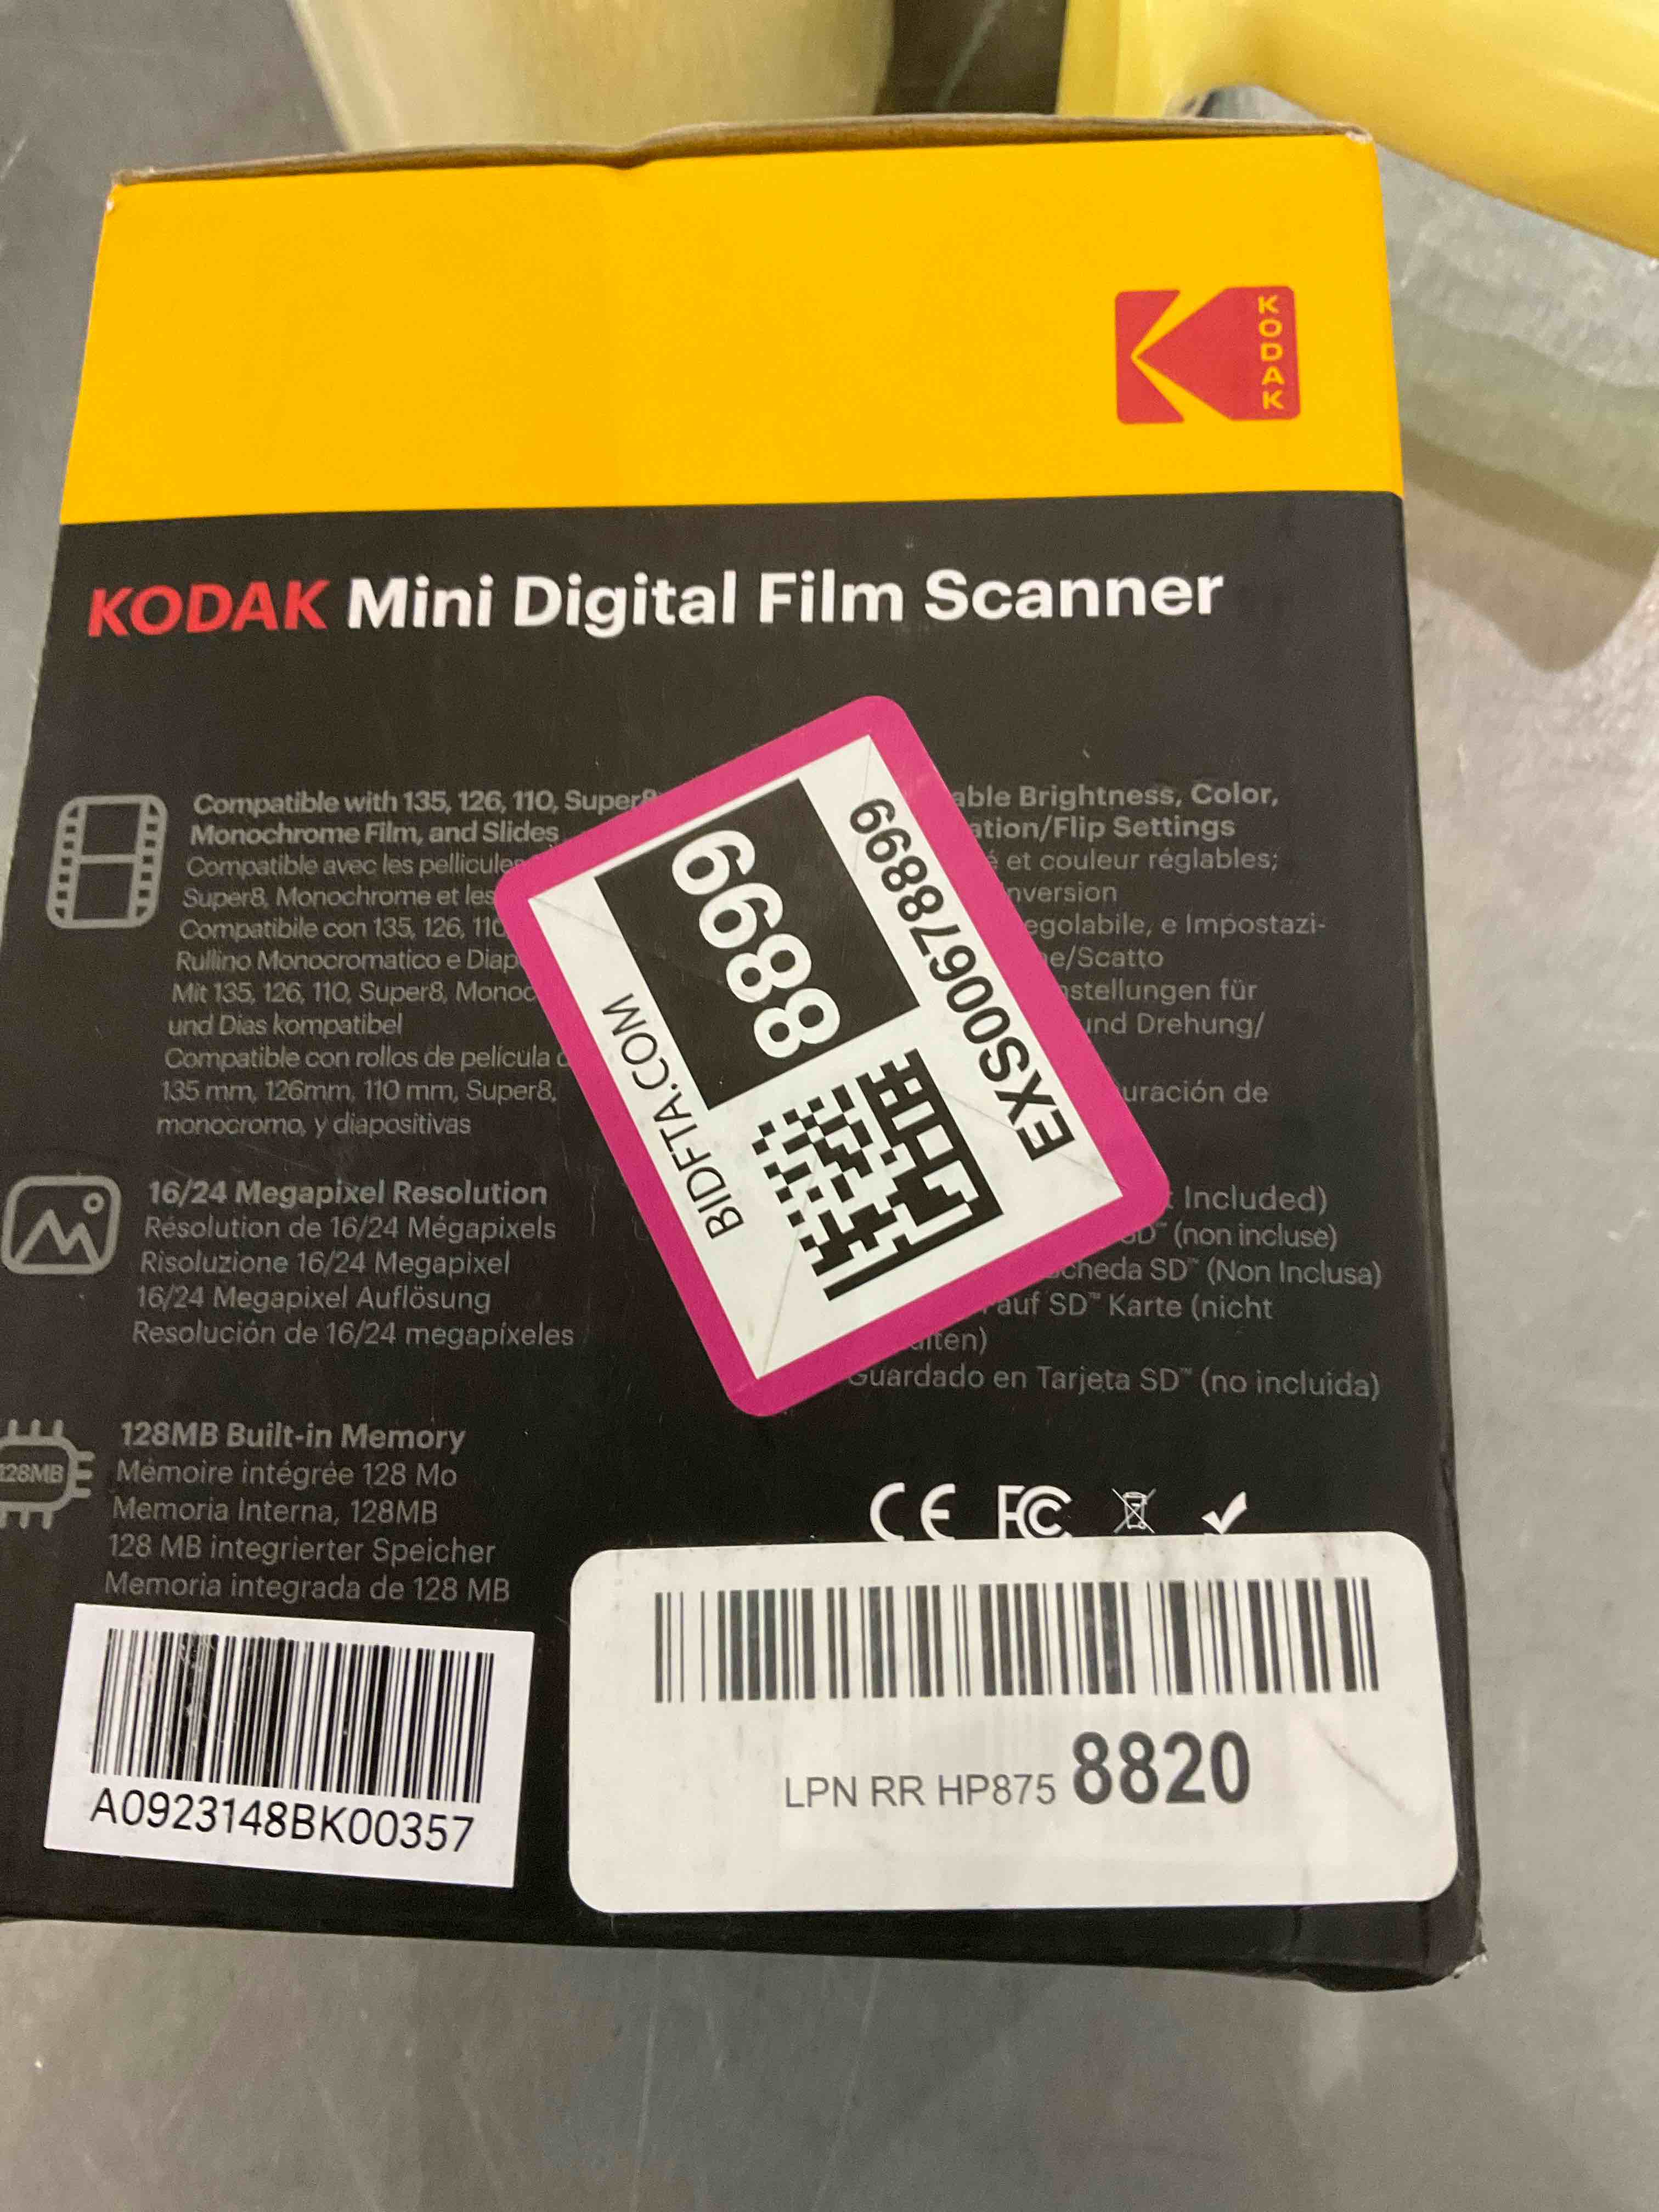 KODAK
KODAK Mini Digital Film Scanner
Compatible with 135, 126, 110, Super8,
Monochrome Film, and Slides
Compatible avec les pellicules
Super8, Monochrome et les
Compatibile con 135, 126, 110
Rullino Monocromatico e Diap
Mit 135, 126, 110, Super8, Monoc
und Dias kompatibel
Compatible con rollos de película d
135 mm, 126mm, 110 mm, Super8,
monocromo, y diapositivas
16/24 Megapixel Resolution
Résolution de 16/24 Mégapixels
Risoluzione 16/24 Megapixel
16/24 Megapixel Auflösung
Resolución de 16/24 megapíxeles
128MB
128MB Built-in Memory
Mémoire intégrée 128 Mo
Memoria Interna, 128MB
128 MB integrierter Speicher
Memoria integrada de 128 MB
able Brightness, Color,
ation/Flip Settings
é et couleur réglables;
nversion
egolabile, e Impostazi-
e/Scatto
stellungen für
und Drehung/
uración de
Included)
SD™ (non incluse)
cheda SD™ (Non Inclusa)
auf SD™ Karte (nicht
alten)
Guardado en Tarjeta SD™ (no incluida)
BIDFTA.COM
8899
EXS00678899
CE FC
A0923148BK00357
LPN RR HP875 8820